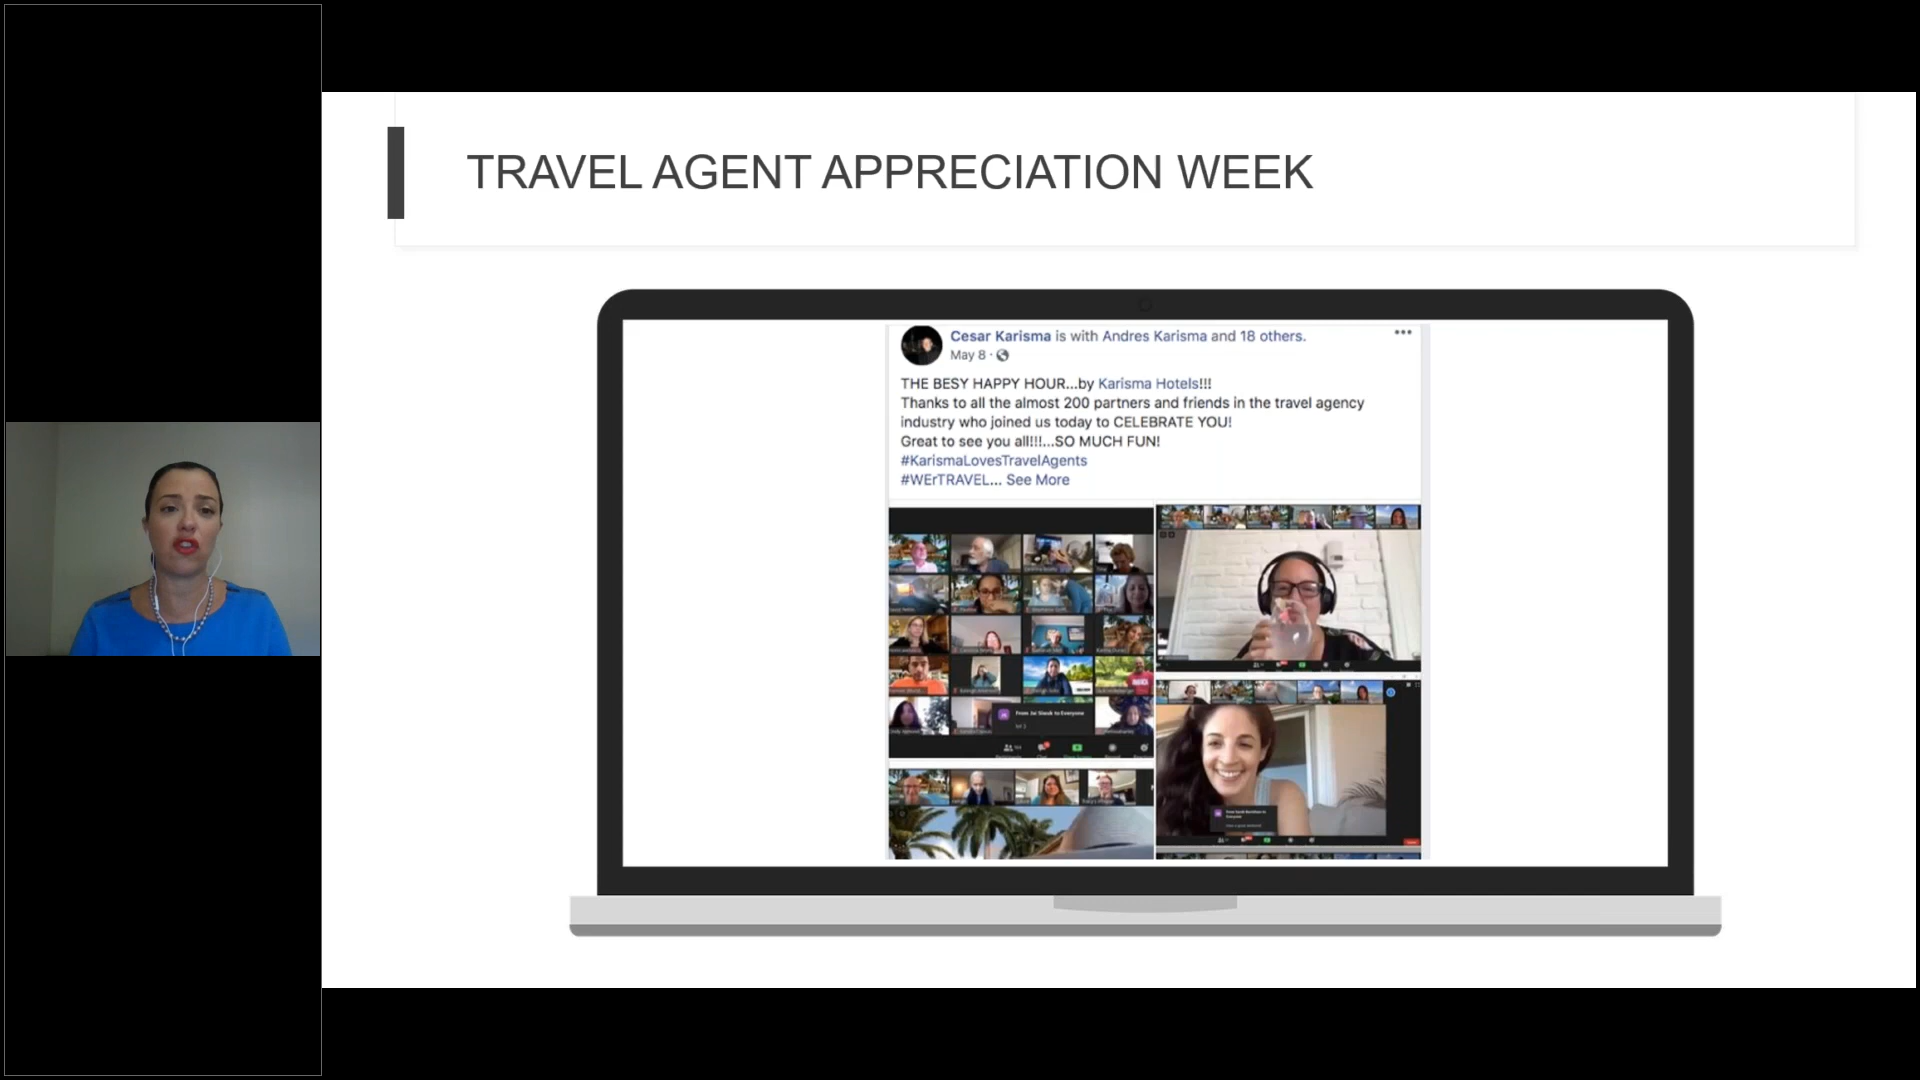 TRAVEL AGENT APPRECIATION WEEK
Cesar Karisma is with Andres Karisma and 18 others.
May 8 ·
THE BESY HAPPY HOUR...by Karisma Hotels!!!
Thanks to all the almost 200 partners and friends in the travel agency
industry who joined us today to CELEBRATE YOU!
Great to see you all!!!...SO MUCH FUN!
#KarismaLovesTravelAgents
#WErTRAVEL... See More